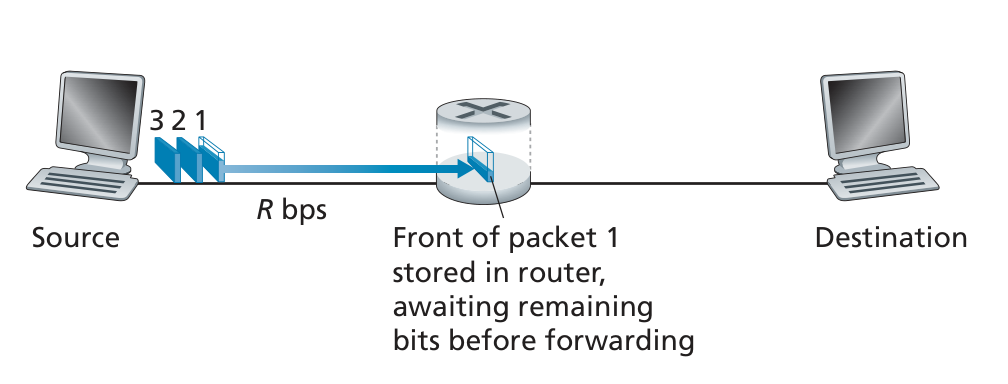 3 2 1
R bps
Source
Front of packet 1
stored in router,
awaiting remaining
bits before forwarding
Destination